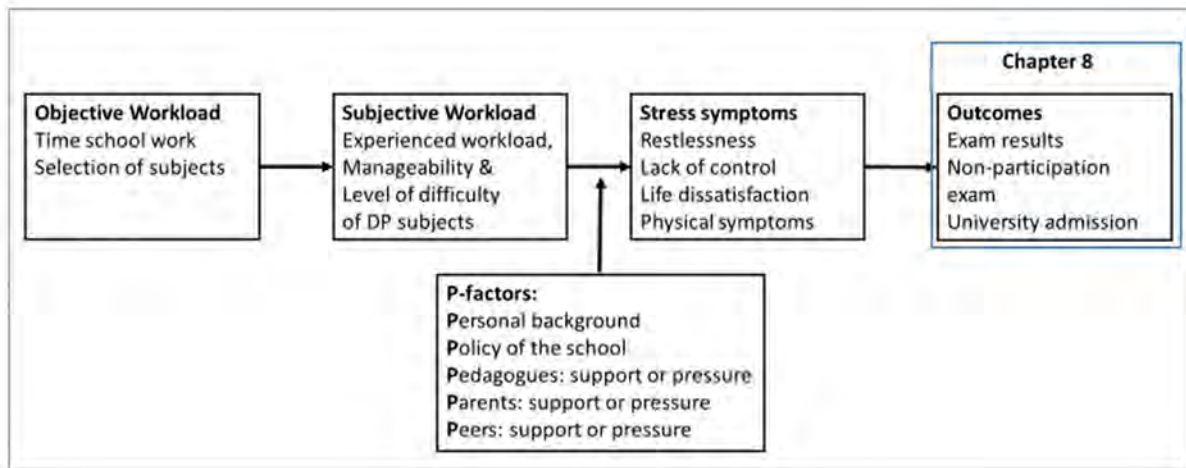 Chapter 8
Objective Workload
Time school work
Selection of subjects
Subjective Workload
Experienced workload,
Manageability &
Level of difficulty
of DP subjects
Stress symptoms
Restlessness
Lack of control
Life dissatisfaction
Physical symptoms
Outcomes
Exam results
Non-participation
exam
University admission
P-factors:
Personal background
Policy of the school
Pedagogues: support or pressure
Parents: support or pressure
Peers: support or pressure